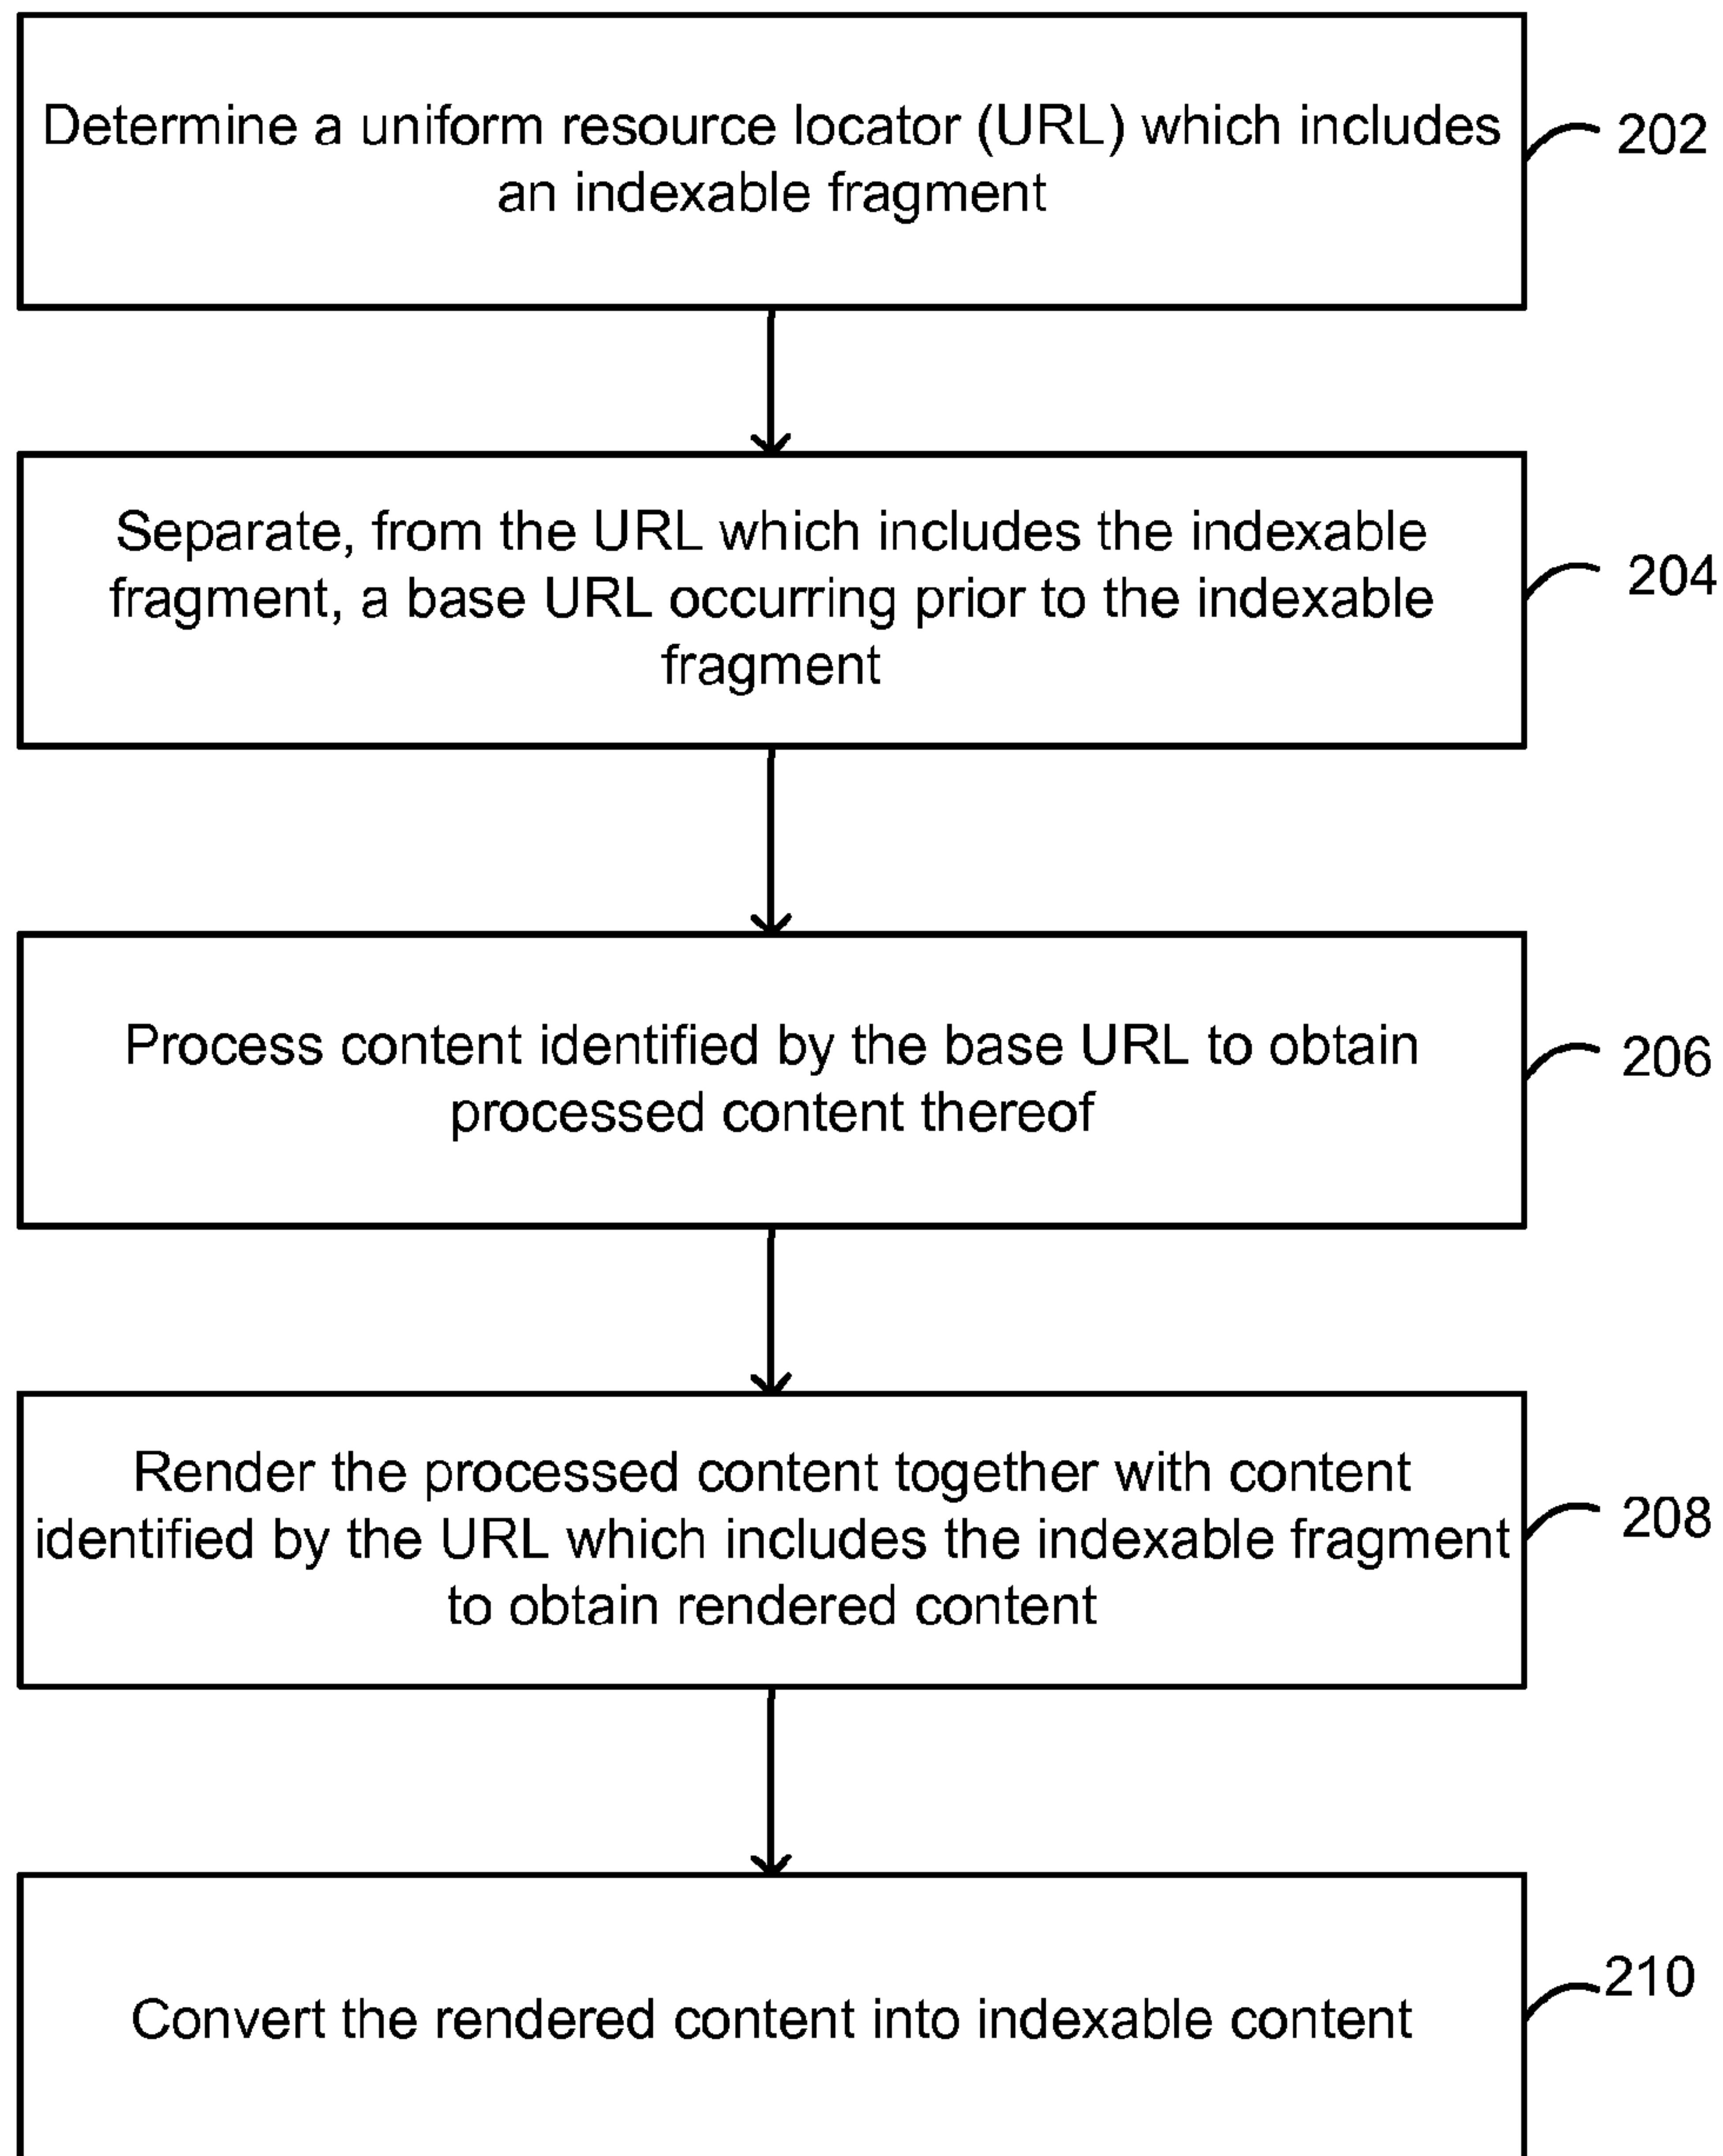 Determine a uniform resource locator (URL) which includes
an indexable fragment
202
Separate, from the URL which includes the indexable
fragment, a base URL occurring prior to the indexable
fragment
204
Process content identified by the base URL to obtain
processed content thereof
206
Render the processed content together with content
identified by the URL which includes the indexable fragment
to obtain rendered content
208
Convert the rendered content into indexable content
210